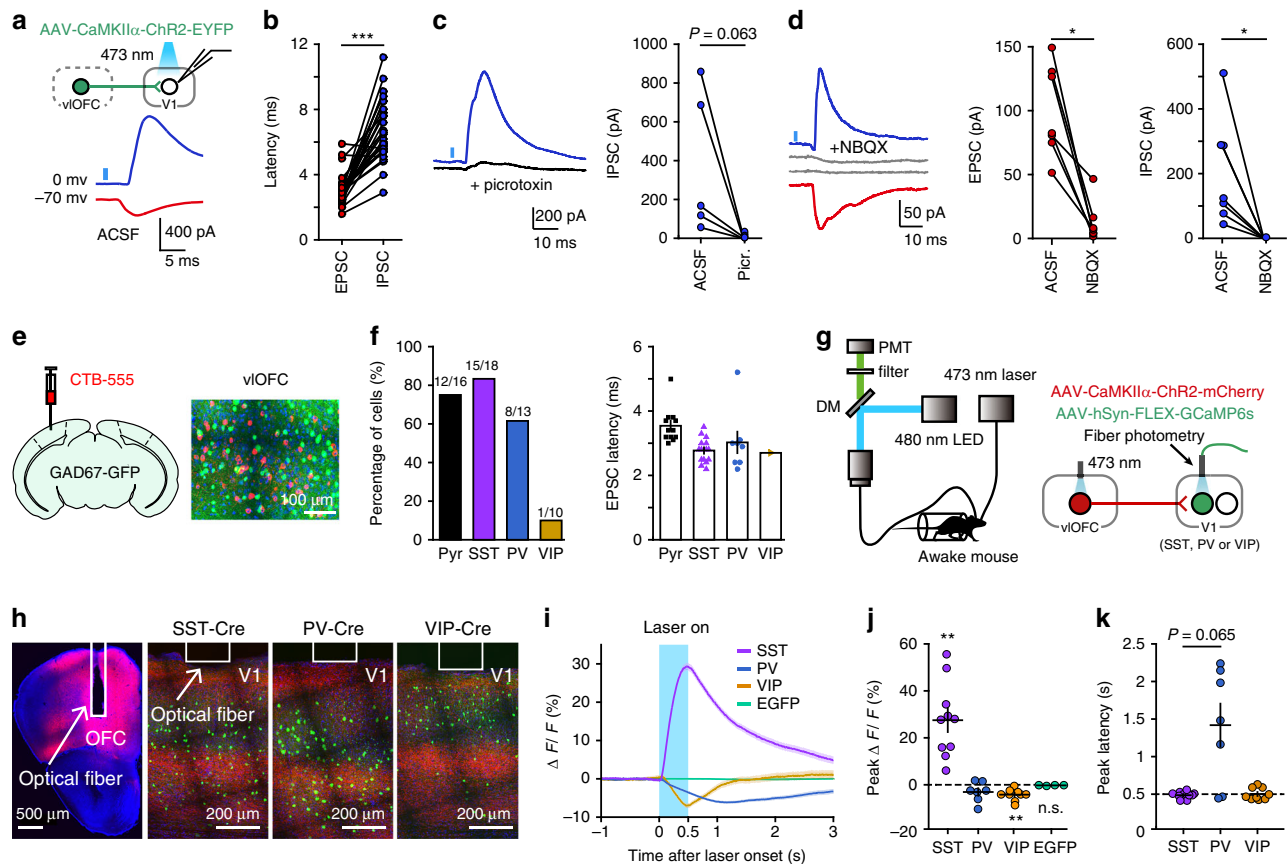 a
AAV-CaMKIIα-ChR2-EYFP
473 nm
vlOFC
V1
0 mv
−70 mv
ACSF
400 pA
5 ms
b
***
Latency (ms)
12
8
4
0
EPSC
IPSC
c
+ picrotoxin
200 pA
10 ms
P = 0.063
IPSC (pA)
1000
800
600
400
200
0
ACSF
Picr.
d
+NBQX
50 pA
10 ms
*
EPSC (pA)
150
100
50
0
ACSF
NBQX
*
IPSC (pA)
600
400
200
0
ACSF
NBQX
e
CTB-555
GAD67-GFP
vlOFC
100 μm
f
Percentage of cells (%)
100
80
60
40
20
0
12/16
15/18
8/13
1/10
Pyr
SST
PV
VIP
EPSC latency (ms)
6
4
2
0
Pyr
SST
PV
VIP
g
PMT
filter
DM
473 nm laser
480 nm LED
Awake mouse
AAV-CaMKIIα-ChR2-mCherry
AAV-hSyn-FLEX-GCaMP6s
Fiber photometry
473 nm
vlOFC
V1
(SST, PV or VIP)
h
OFC
Optical fiber
500 μm
SST-Cre
V1
Optical fiber
200 μm
PV-Cre
V1
200 μm
VIP-Cre
V1
200 μm
i
Laser on
SST
PV
VIP
EGFP
Δ F/ F (%)
30
20
10
0
−10
−1
0
0.5
1
2
3
Time after laser onset (s)
j
Peak Δ F/ F (%)
60
40
20
0
−20
**
**
n.s.
SST
PV
VIP
EGFP
k
P = 0.065
Peak latency (s)
2.5
2.0
1.5
1.0
0.5
0
SST
PV
VIP